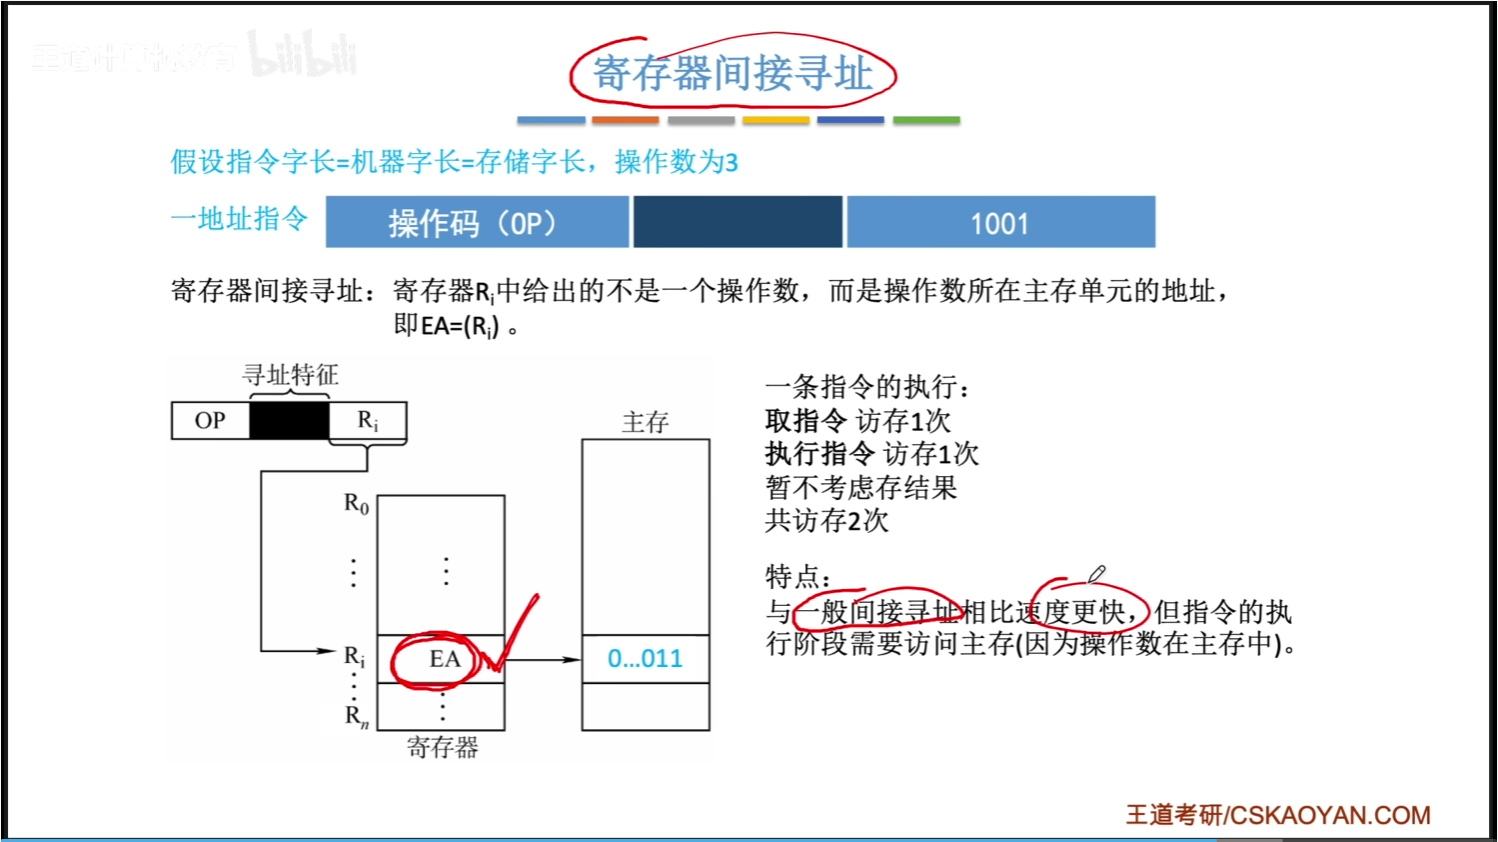 王道计算机教育 bilibili
寄存器间接寻址
假设指令字长=机器字长=存储字长，操作数为3
一地址指令 操作码（OP） 1001
寄存器间接寻址：寄存器Ri中给出的不是一个操作数，而是操作数所在主存单元的地址，
即EA=(Ri) 。
寻址特征
OP Ri
主存
R0
Ri EA 0…011
Rn
寄存器
一条指令的执行：
取指令 访存1次
执行指令 访存1次
暂不考虑存结果
共访存2次
特点：
与一般间接寻址相比速度更快，但指令的执
行阶段需要访问主存(因为操作数在主存中)。
王道考研/CSKAOYAN.COM